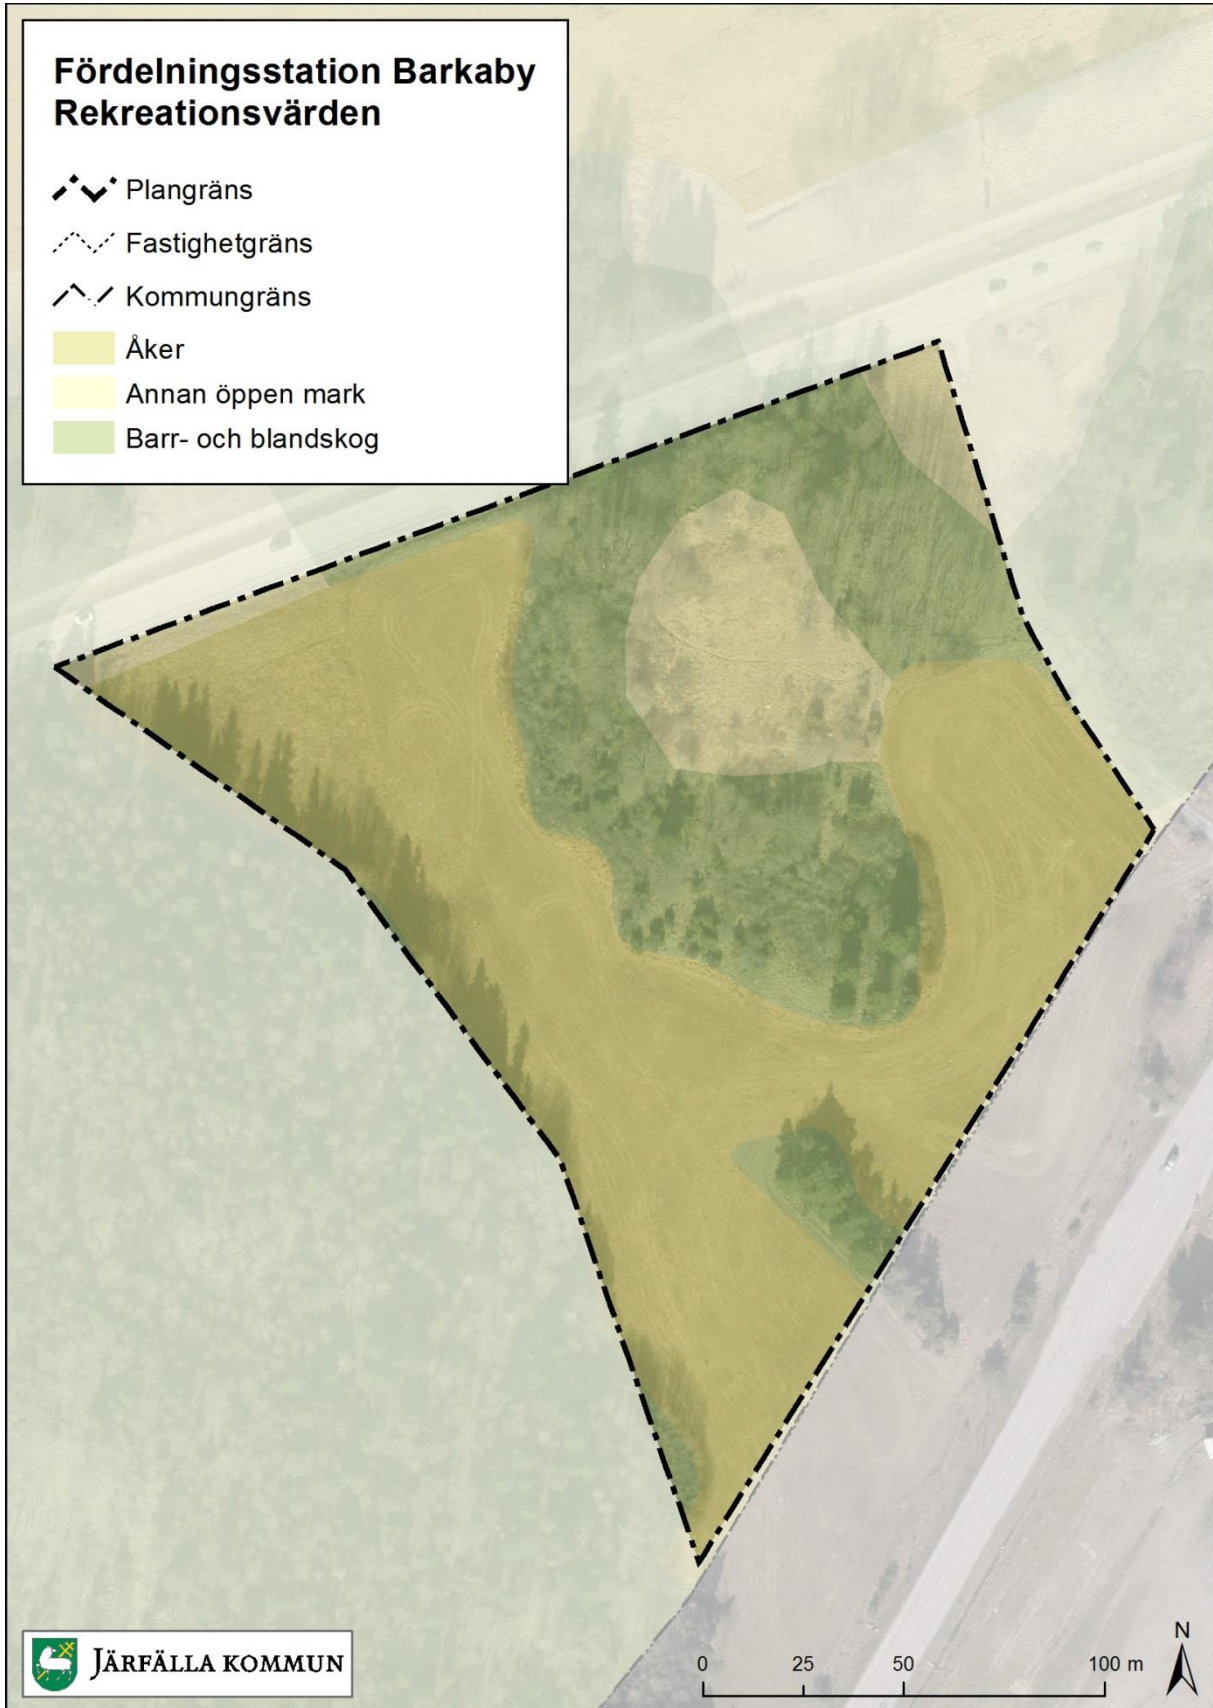 Fördelningsstation Barkaby
Rekreationsvärden
Plangräns
Fastighetgräns
Kommungräns
Åker
Annan öppen mark
Barr- och blandskog
JÄRFÄLLA KOMMUN
0 25 50 100 m
N